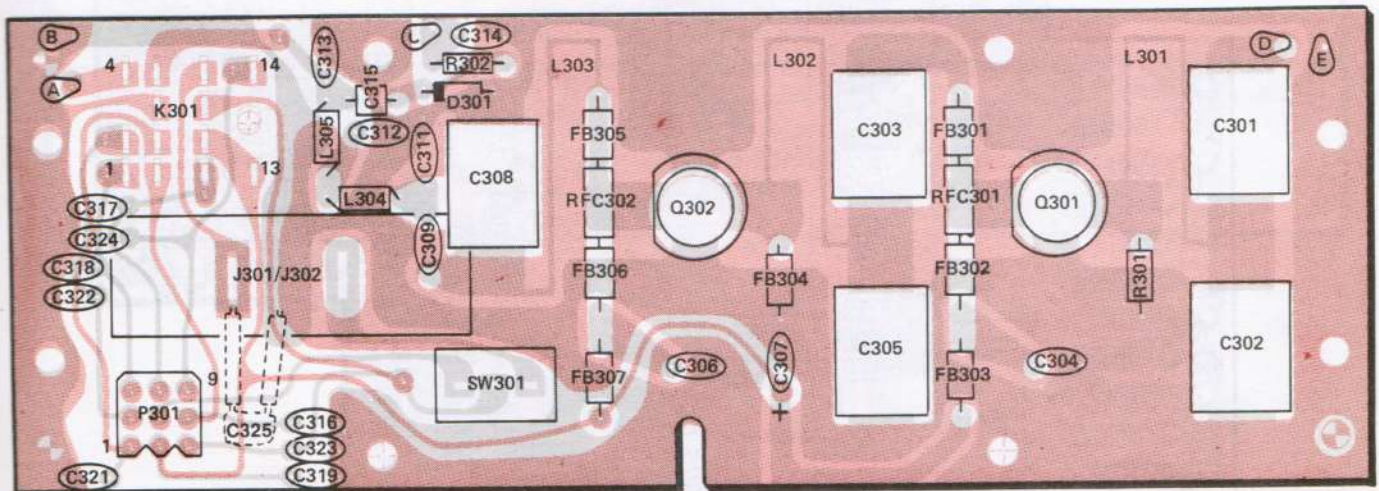 B
C313
C
C314
D
E
4
14
R302
L303
L302
L301
A
C315
K301
D301
C303
C301
L305
C312
C311
FB305
FB301
1
13
C308
L304
RFC302
Q302
RFC301
Q301
C317
C324
C309
J301/J302
C318
FB306
FB304
FB302
R301
C322
C305
C302
C306
C307
C304
9
SW301
FB307
FB303
P301
+
C325
C316
1
C323
C321
C319